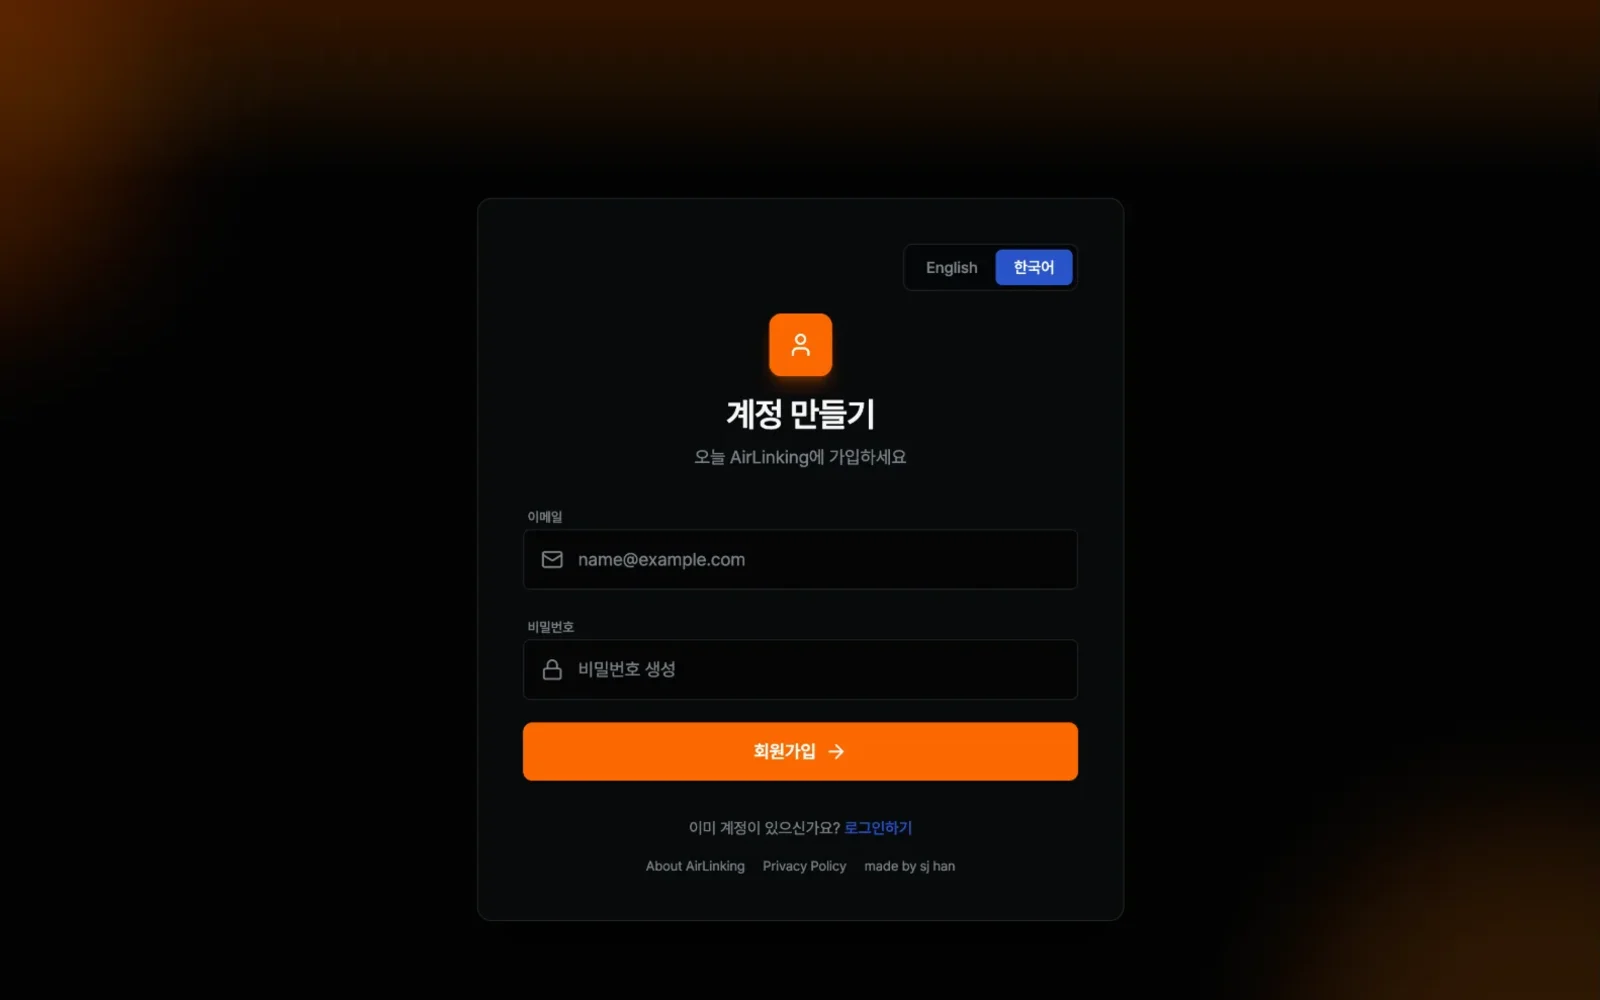 English 한국어
계정 만들기
오늘 AirLinking에 가입하세요
이메일
name@example.com
비밀번호
비밀번호 생성
회원가입 →
이미 계정이 있으신가요? 로그인하기
About AirLinking Privacy Policy made by sj han